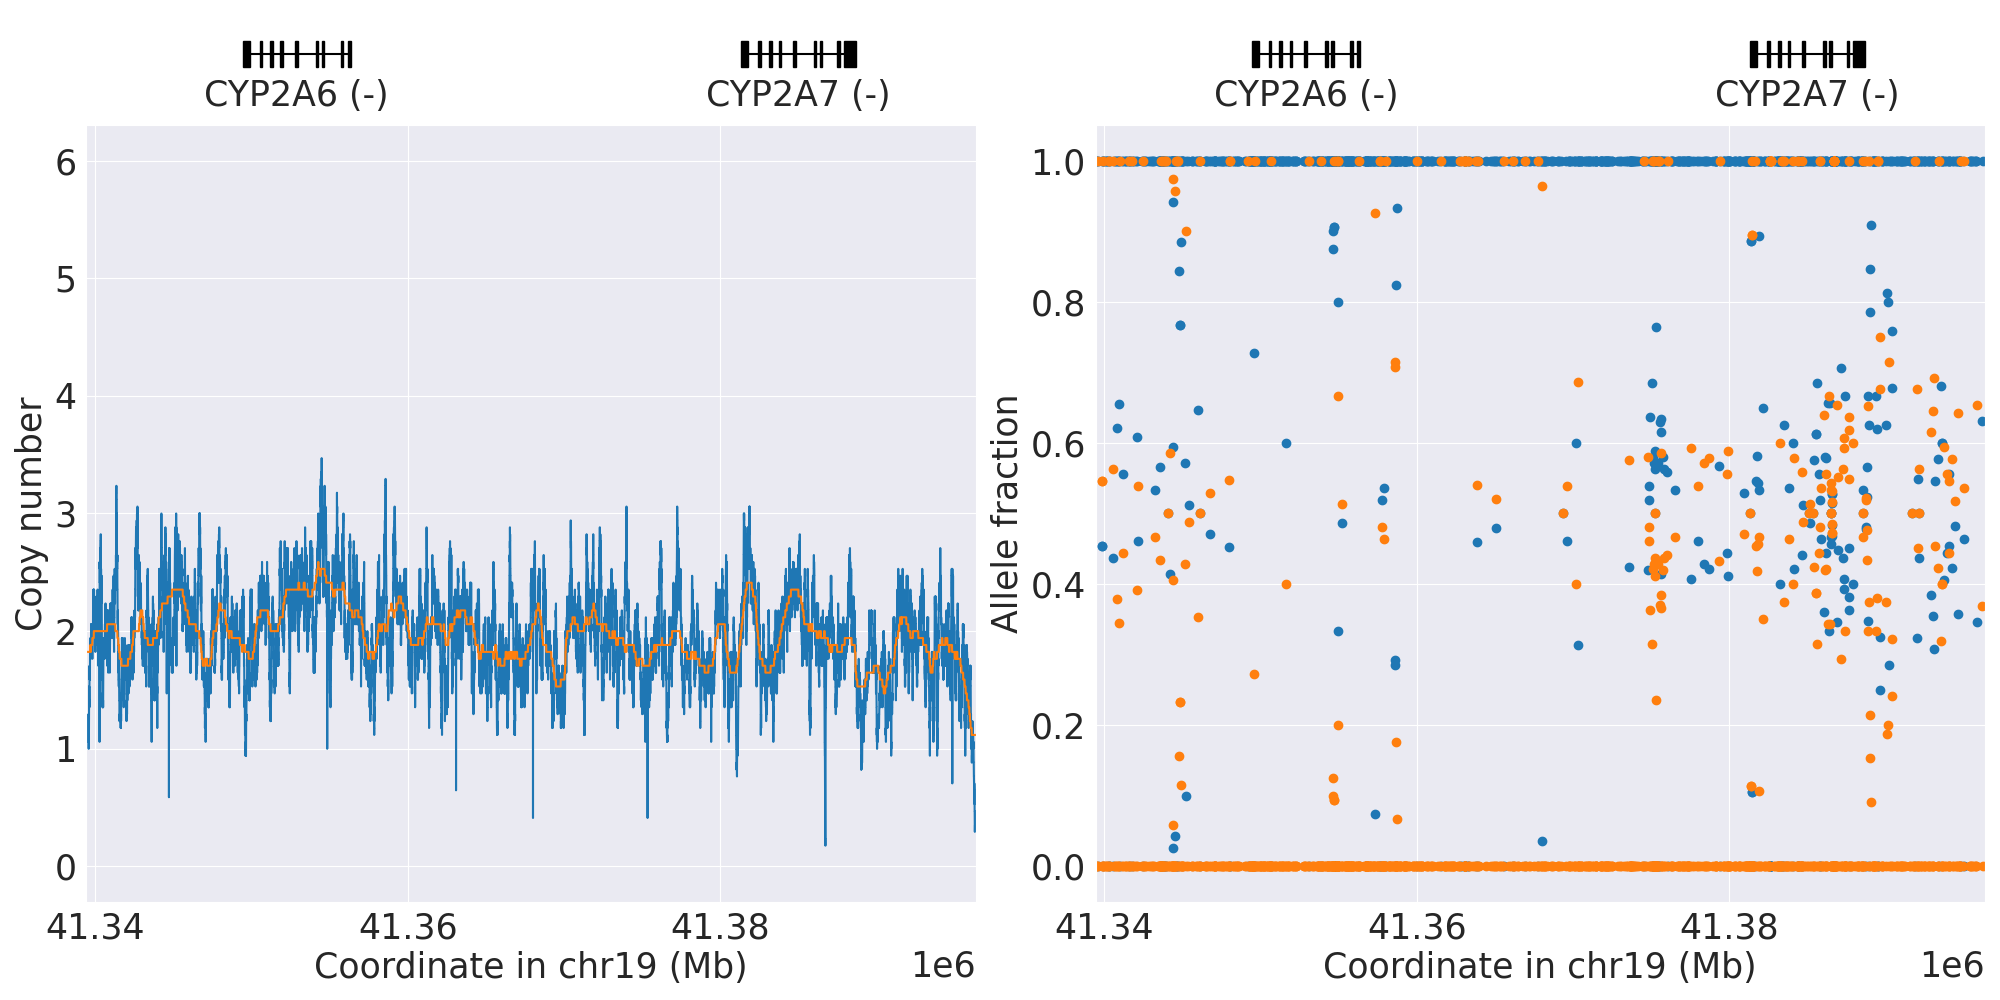 CYP2A6 (-)
CYP2A7 (-)
CYP2A6 (-)
CYP2A7 (-)
Copy number
6
5
4
3
2
1
0
41.34
41.36
41.38
Coordinate in chr19 (Mb)
1e6
Allele fraction
1.0
0.8
0.6
0.4
0.2
0.0
41.34
41.36
41.38
Coordinate in chr19 (Mb)
1e6